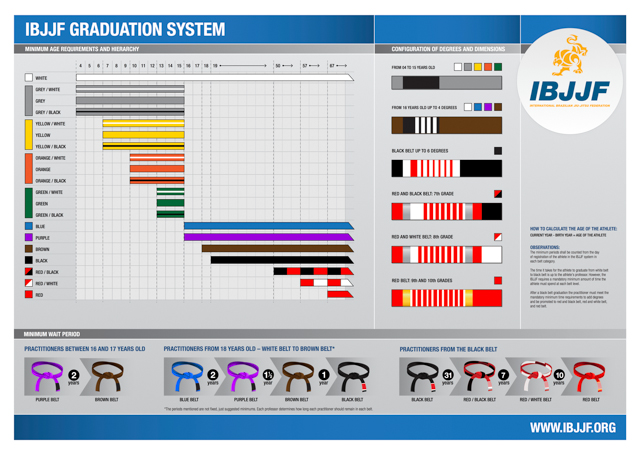 IBJJF GRADUATION SYSTEM
MINIMUM AGE REQUIREMENTS AND HIERARCHY
4 5 6 7 8 9 10 11 12 13 14 15 16 17 18 19 50 57 67
WHITE
GREY / WHITE
GREY
GREY / BLACK
YELLOW / WHITE
YELLOW
YELLOW / BLACK
ORANGE / WHITE
ORANGE
ORANGE / BLACK
GREEN / WHITE
GREEN
GREEN / BLACK
BLUE
PURPLE
BROWN
BLACK
RED / BLACK
RED / WHITE
RED
CONFIGURATION OF DEGREES AND DIMENSIONS
FROM 04 TO 15 YEARS OLD
FROM 16 YEARS OLD UP TO 4 DEGREES
BLACK BELT UP TO 6 DEGREES
RED AND BLACK BELT: 7th GRADE
RED AND WHITE BELT: 8th GRADE
RED BELT: 9th AND 10th GRADES
IBJJF
INTERNATIONAL BRAZILIAN JIU-JITSU FEDERATION
HOW TO CALCULATE THE AGE OF THE ATHLETE:
CURRENT YEAR - BIRTH YEAR = AGE OF THE ATHLETE
OBSERVATIONS:
The minimum periods shall be counted from the day
of registration of the athlete in the IBJJF system in
each belt category.
The time it takes for the athlete to graduate from white belt
to black belt is up to the athlete's professor. However, the
IBJJF requires a mandatory minimum amount of time the
athlete must spend at each belt level.
After a black belt graduates the practitioner must meet the
mandatory minimum time requirements to add degrees
and be promoted to red and black belt, red and white belt,
and red belt
MINIMUM WAIT PERIOD
PRACTITIONERS BETWEEN 16 AND 17 YEARS OLD
2 years
PURPLE BELT BROWN BELT
PRACTITIONERS FROM 18 YEARS OLD – WHITE BELT TO BROWN BELT*
2 years 1½ years 1 year
BLUE BELT PURPLE BELT BROWN BELT BLACK BELT
*The periods mentioned are not fixed, just suggested minimums. Each professor determines how long each practitioner should remain in each belt.
PRACTITIONERS FROM THE BLACK BELT
31 years 7 years 10 years
BLACK BELT RED / BLACK BELT RED / WHITE BELT RED BELT
WWW.IBJJF.ORG